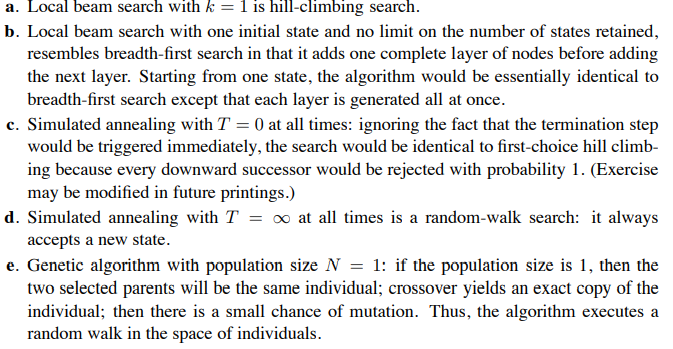 a. Local beam search with k = 1 is hill-climbing search.
b. Local beam search with one initial state and no limit on the number of states retained,
resembles breadth-first search in that it adds one complete layer of nodes before adding
the next layer. Starting from one state, the algorithm would be essentially identical to
breadth-first search except that each layer is generated all at once.
c. Simulated annealing with T = 0 at all times: ignoring the fact that the termination step
would be triggered immediately, the search would be identical to first-choice hill climb-
ing because every downward successor would be rejected with probability 1. (Exercise
may be modified in future printings.)
d. Simulated annealing with T = ∞ at all times is a random-walk search: it always
accepts a new state.
e. Genetic algorithm with population size N = 1: if the population size is 1, then the
two selected parents will be the same individual; crossover yields an exact copy of the
individual; then there is a small chance of mutation. Thus, the algorithm executes a
random walk in the space of individuals.